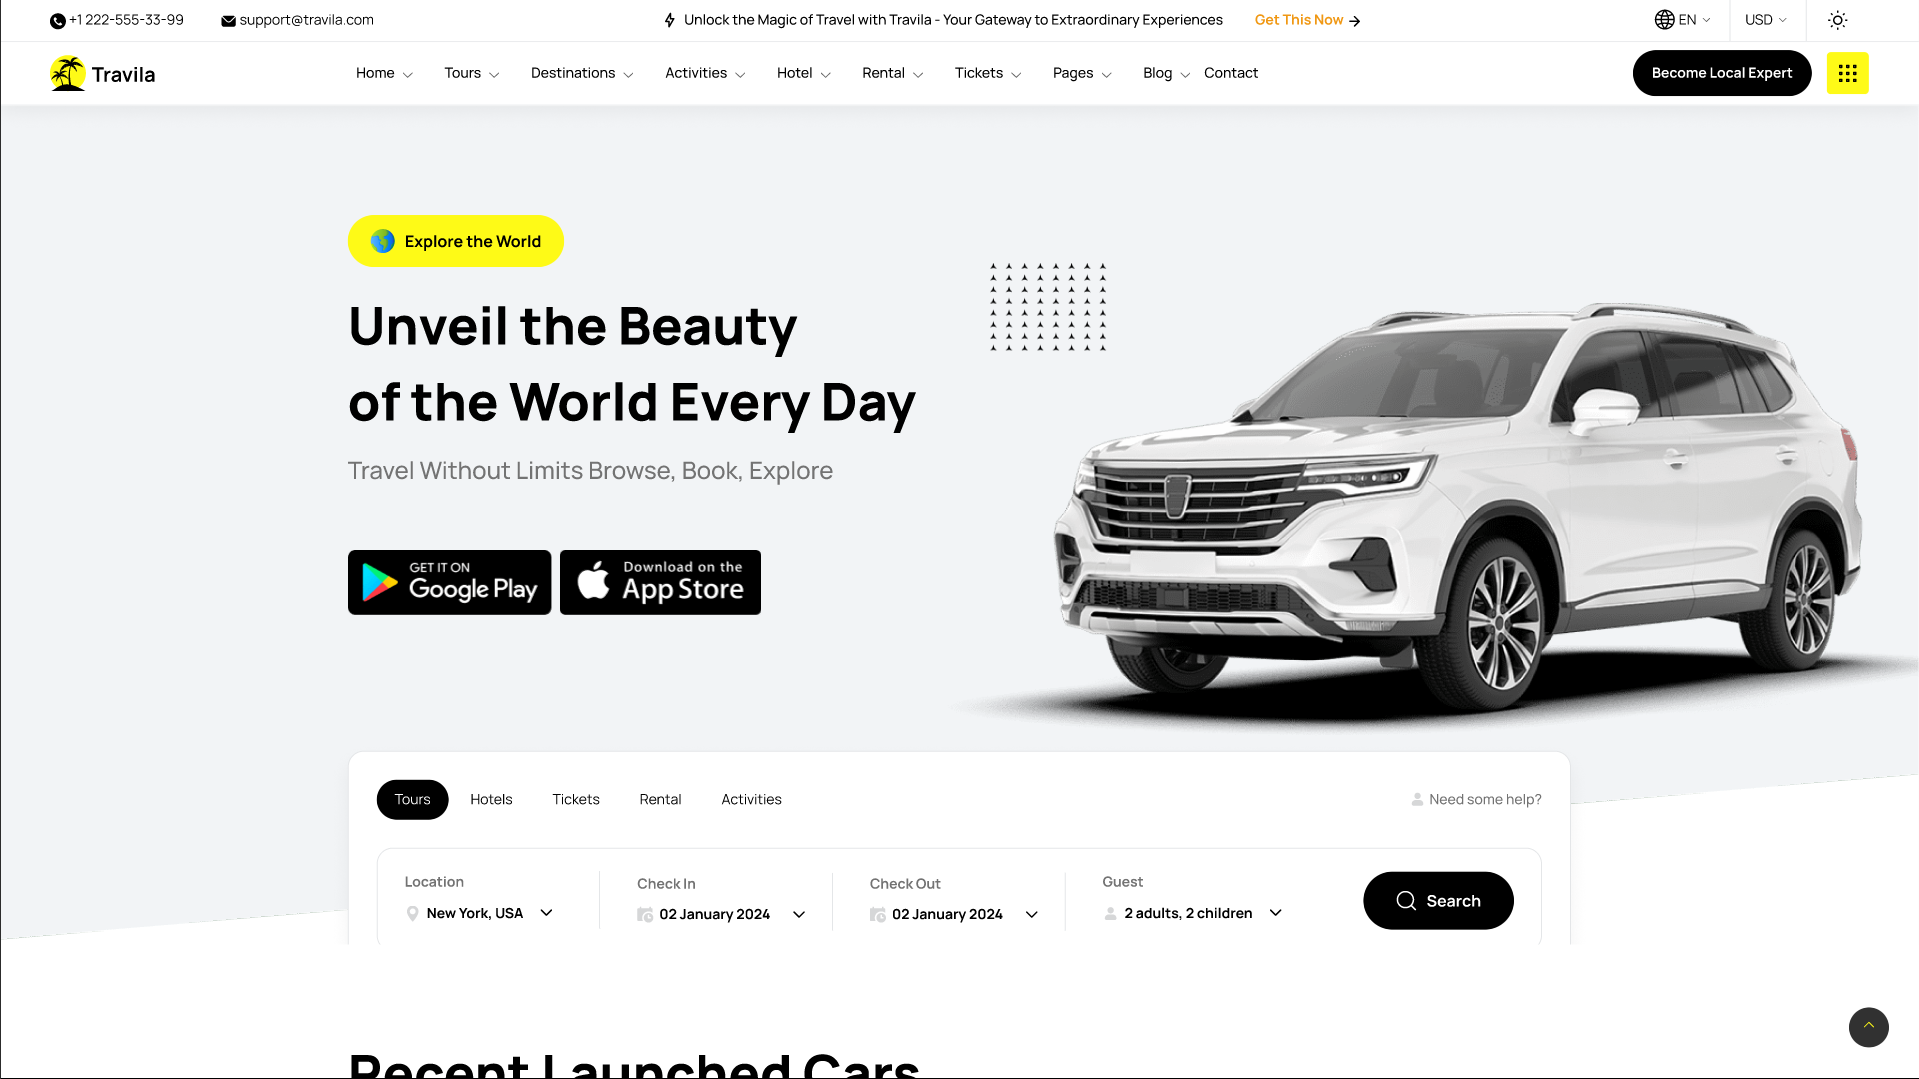 +1 222-555-33-99
support@travila.com
Unlock the Magic of Travel with Travila - Your Gateway to Extraordinary Experiences
Get This Now
EN
USD
Travila
Home
Tours
Destinations
Activities
Hotel
Rental
Tickets
Pages
Blog
Contact
Become Local Expert
Explore the World
Unveil the Beauty
of the World Every Day
Travel Without Limits Browse, Book, Explore
GET IT ON
Google Play
Download on the
App Store
Tours
Hotels
Tickets
Rental
Activities
Need some help?
Location
New York, USA
Check In
02 January 2024
Check Out
02 January 2024
Guest
2 adults, 2 children
Search
Recent Launched Cars